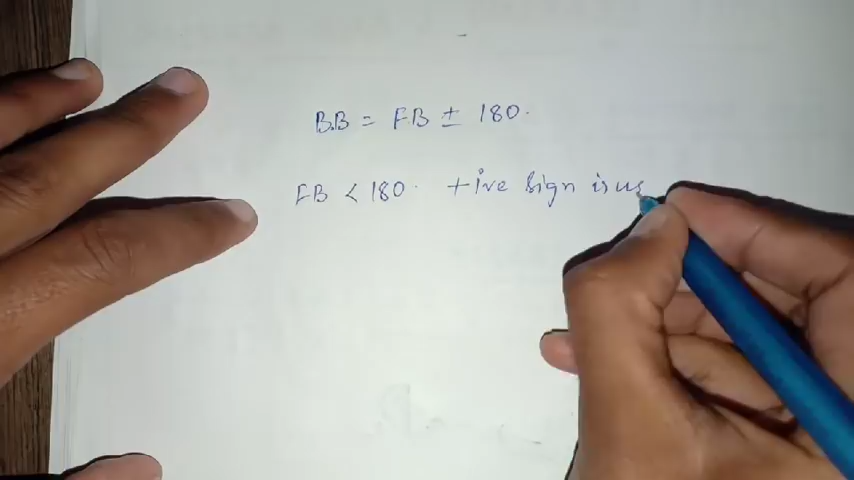 BB = FB ± 180.
FB < 180. +ive sign is us